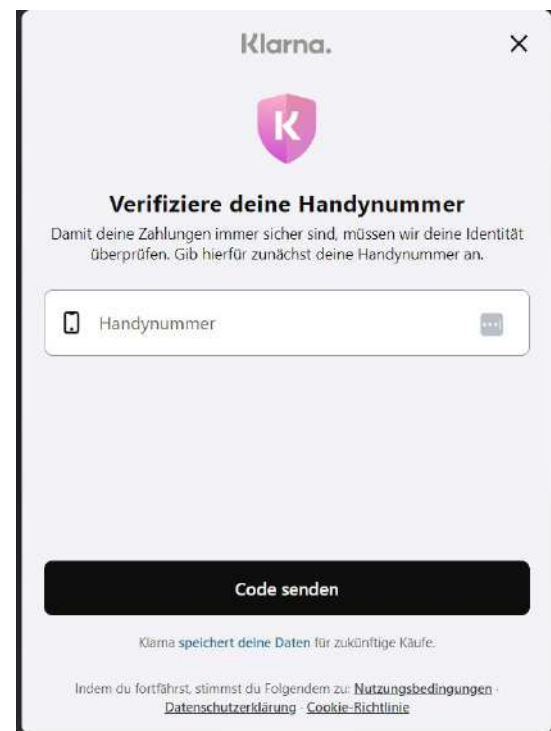 Klarna.
K
Verifiziere deine Handynummer
Damit deine Zahlungen immer sicher sind, müssen wir deine Identität
überprüfen. Gib hierfür zunächst deine Handynummer an.
Handynummer
Code senden
Klarna speichert deine Daten für zukünftige Käufe.
Indem du fortfährst, stimmst du Folgendem zu: Nutzungsbedingungen ·
Datenschutzerklärung · Cookie-Richtlinie